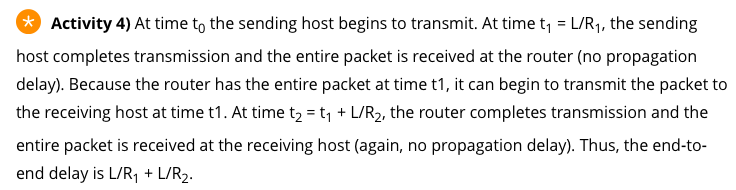 * Activity 4) At time t₀ the sending host begins to transmit. At time t₁ = L/R₁, the sending
host completes transmission and the entire packet is received at the router (no propagation
delay). Because the router has the entire packet at time t1, it can begin to transmit the packet to
the receiving host at time t1. At time t₂ = t₁ + L/R₂, the router completes transmission and the
entire packet is received at the receiving host (again, no propagation delay). Thus, the end-to-
end delay is L/R₁ + L/R₂.